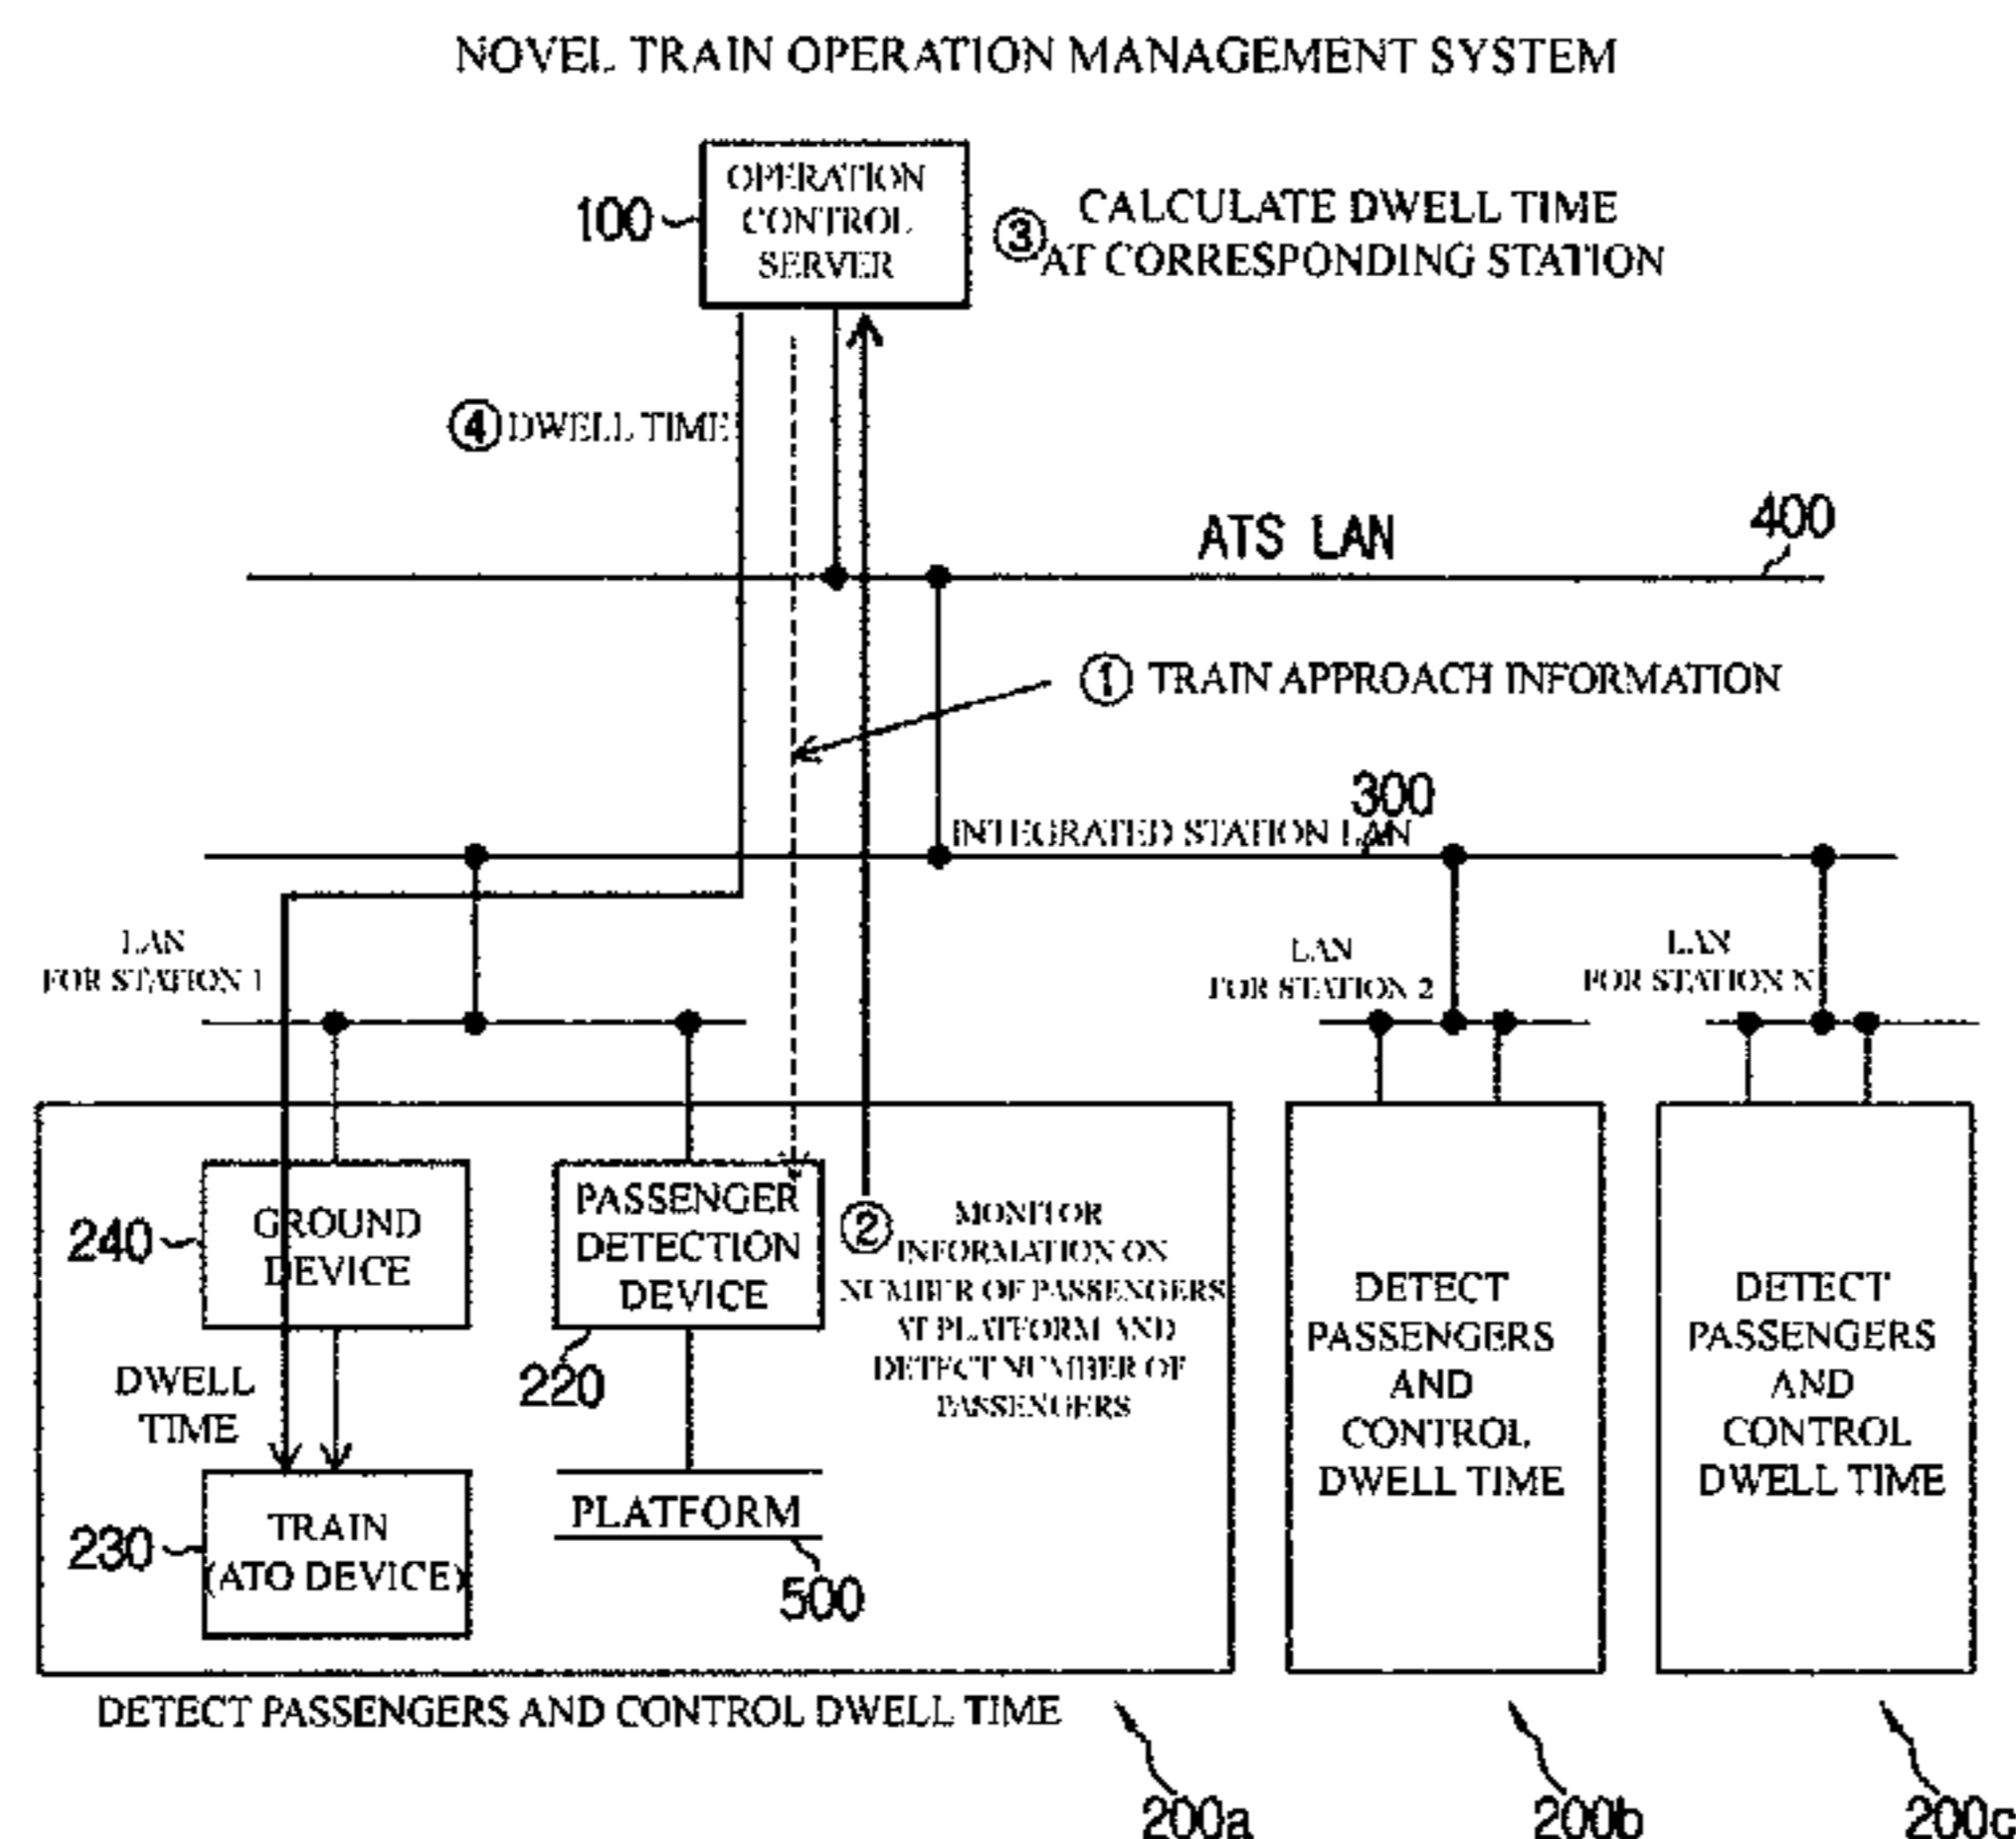 NOVEL TRAIN OPERATION MANAGEMENT SYSTEM
OPERATION
CONTROL
SERVER
100
③ CALCULATE DWELL TIME
AT CORRESPONDING STATION
④ DWELL TIME
ATS LAN
400
① TRAIN APPROACH INFORMATION
300
INTEGRATED STATION LAN
LAN
FOR STATION 1
LAN
FOR STATION 2
LAN
FOR STATION N
240
GROUND
DEVICE
PASSENGER
DETECTION
DEVICE
220
② MONITOR
INFORMATION ON
NUMBER OF PASSENGERS
AT PLATFORM AND
DETECT NUMBER OF
PASSENGERS
DWELL
TIME
230
TRAIN
(ATO DEVICE)
PLATFORM
500
DETECT
PASSENGERS
AND
CONTROL
DWELL TIME
DETECT
PASSENGERS
AND
CONTROL
DWELL TIME
DETECT PASSENGERS AND CONTROL DWELL TIME
200a
200b
200c